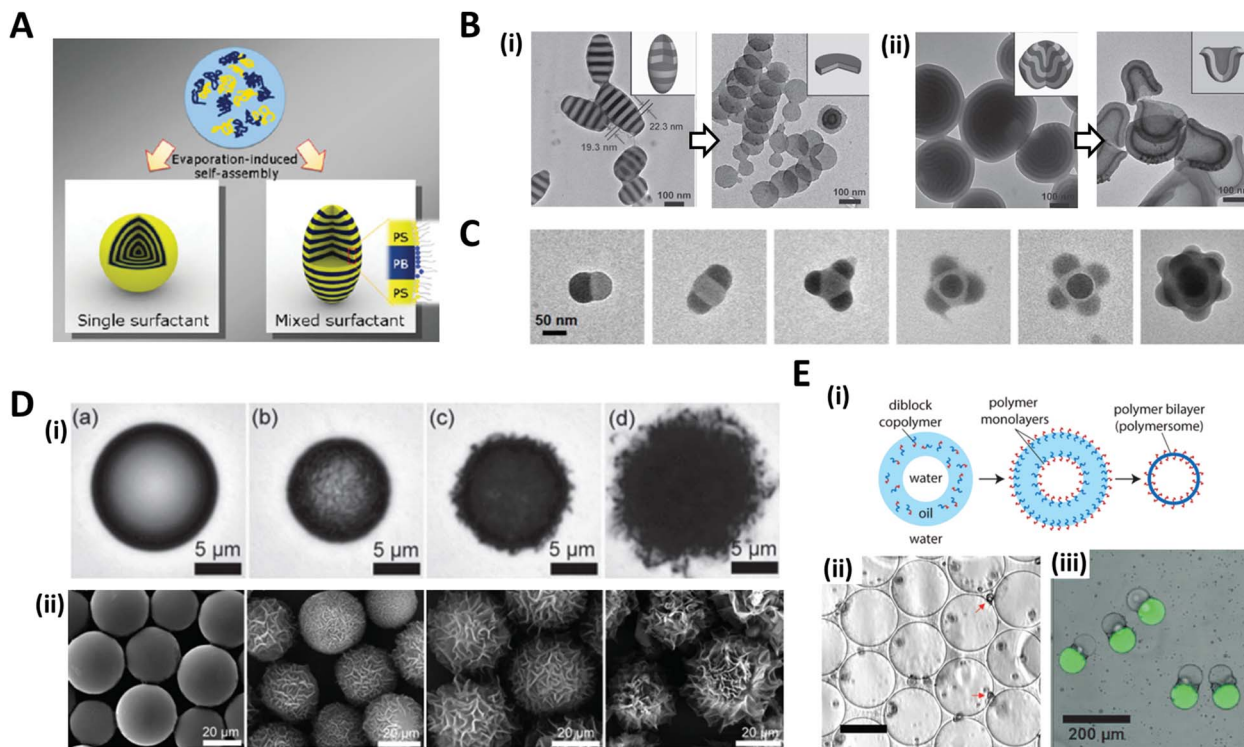 A
Evaporation-induced
self-assembly
Single surfactant
Mixed surfactant
PS
PB
PS
B
(i)
22.3 nm
19.3 nm
100 nm
100 nm
(ii)
100 nm
100 nm
C
50 nm
D
(i)
(a)
(b)
(c)
(d)
5 µm
5 µm
5 µm
5 µm
(ii)
20 µm
20 µm
20 µm
20 µm
E
(i)
diblock
copolymer
polymer
monolayers
polymer bilayer
(polymersome)
water
oil
water
(ii)
(iii)
200 µm